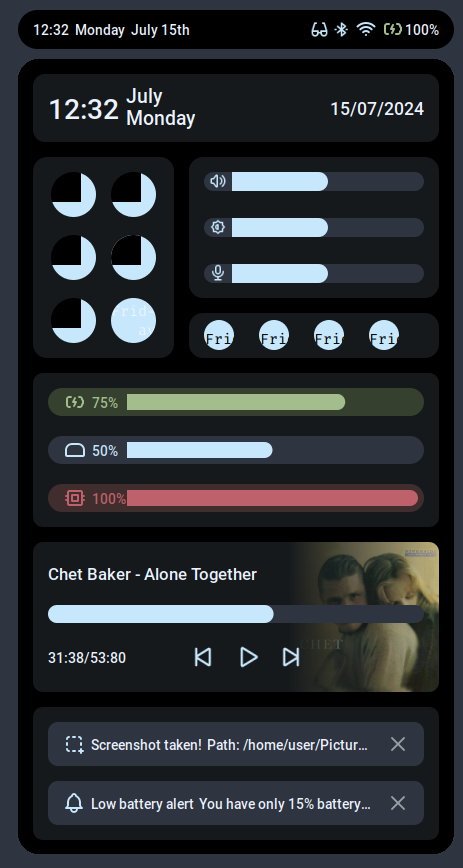 12:32 Monday July 15th 100%
12:32 July
Monday
15/07/2024
Fri Fri Fri Fri
75%
50%
100%
Chet Baker - Alone Together
CHET
31:38/53:80
Screenshot taken! Path: /home/user/Pictur...
Low battery alert You have only 15% battery...